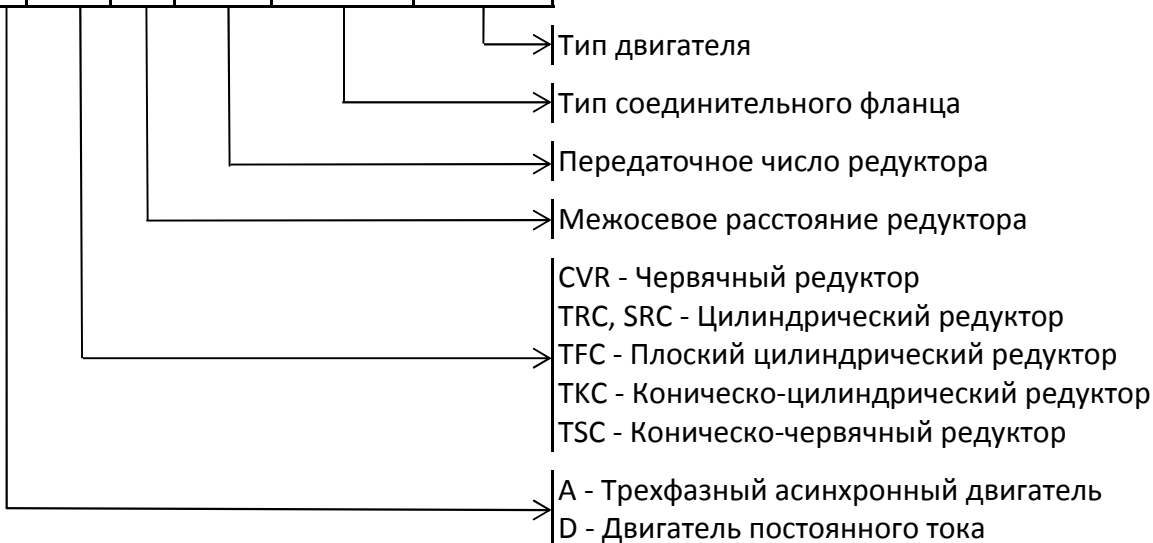 Тип двигателя
Тип соединительного фланца
Передаточное число редуктора
Межосевое расстояние редуктора
CVR - Червячный редуктор
TRC, SRC - Цилиндрический редуктор
TFC - Плоский цилиндрический редуктор
TKC - Коническо-цилиндрический редуктор
TSC - Коническо-червячный редуктор
A - Трехфазный асинхронный двигатель
D - Двигатель постоянного тока